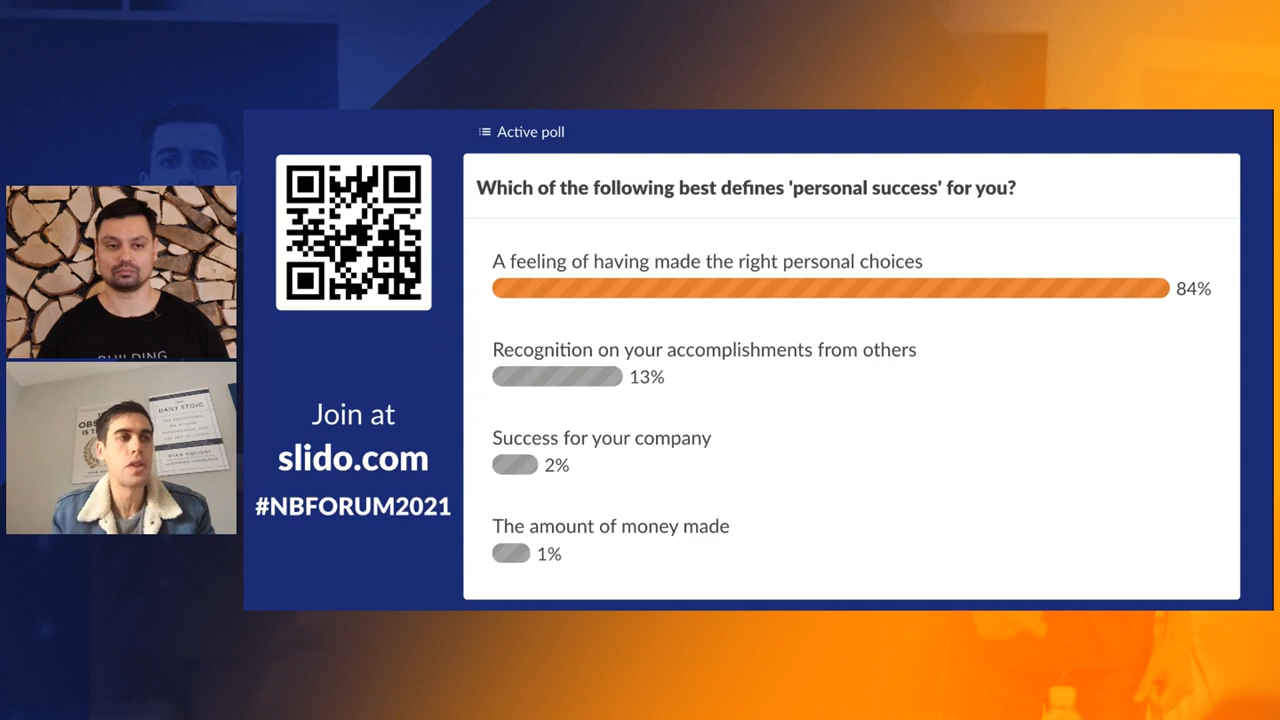 Active poll
Which of the following best defines 'personal success' for you?
A feeling of having made the right personal choices
84%
Recognition on your accomplishments from others
13%
Success for your company
2%
The amount of money made
1%
Join at
slido.com
#NBFORUM2021
BUILDING
DAILY STOIC
RYAN HOLIDAY